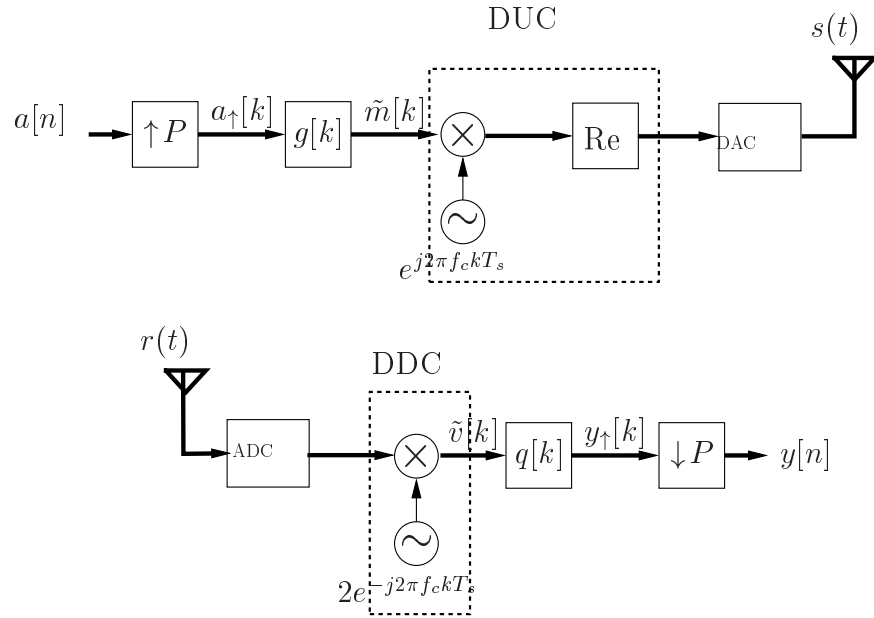 DUC
s(t)
a[n]
↑P
a↑[k]
g[k]
m̃[k]
×
Re
DAC
∼
e^{j2πf_ckT_s}
r(t)
DDC
ADC
×
ṽ[k]
q[k]
y↑[k]
↓P
y[n]
∼
2e^{−j2πf_ckT_s}